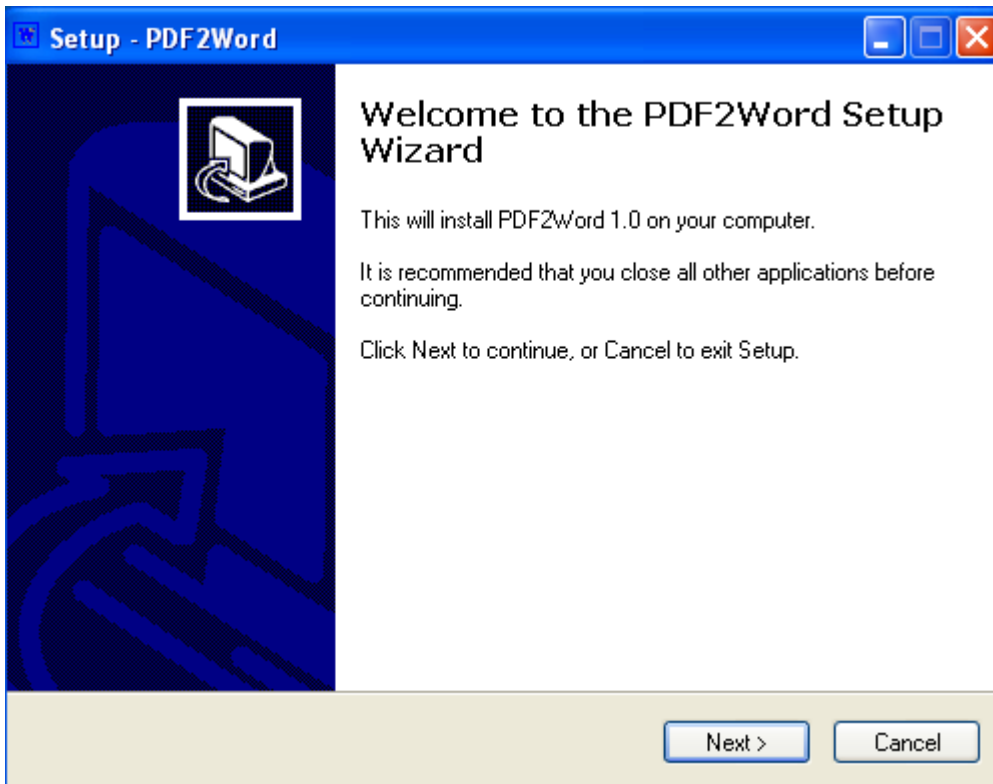 Setup - PDF2Word
Welcome to the PDF2Word Setup
Wizard
This will install PDF2Word 1.0 on your computer.
It is recommended that you close all other applications before
continuing.
Click Next to continue, or Cancel to exit Setup.
Next >
Cancel